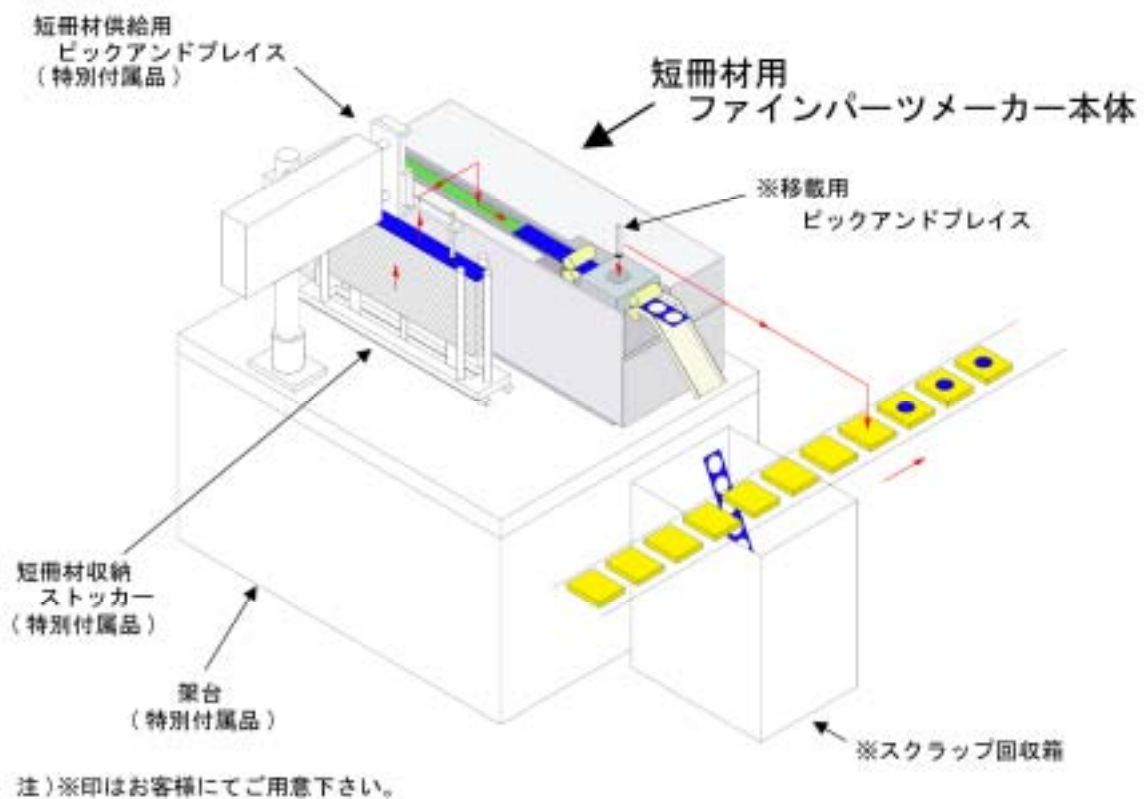 短冊材供給用
ピックアンドプレイス
(特別付属品)
短冊材用
ファインパーツメーカー本体
※移載用
ピックアンドプレイス
短冊材収納
ストッカー
(特別付属品)
架台
(特別付属品)
※スクラップ回収箱
注)※印はお客様にてご用意下さい。